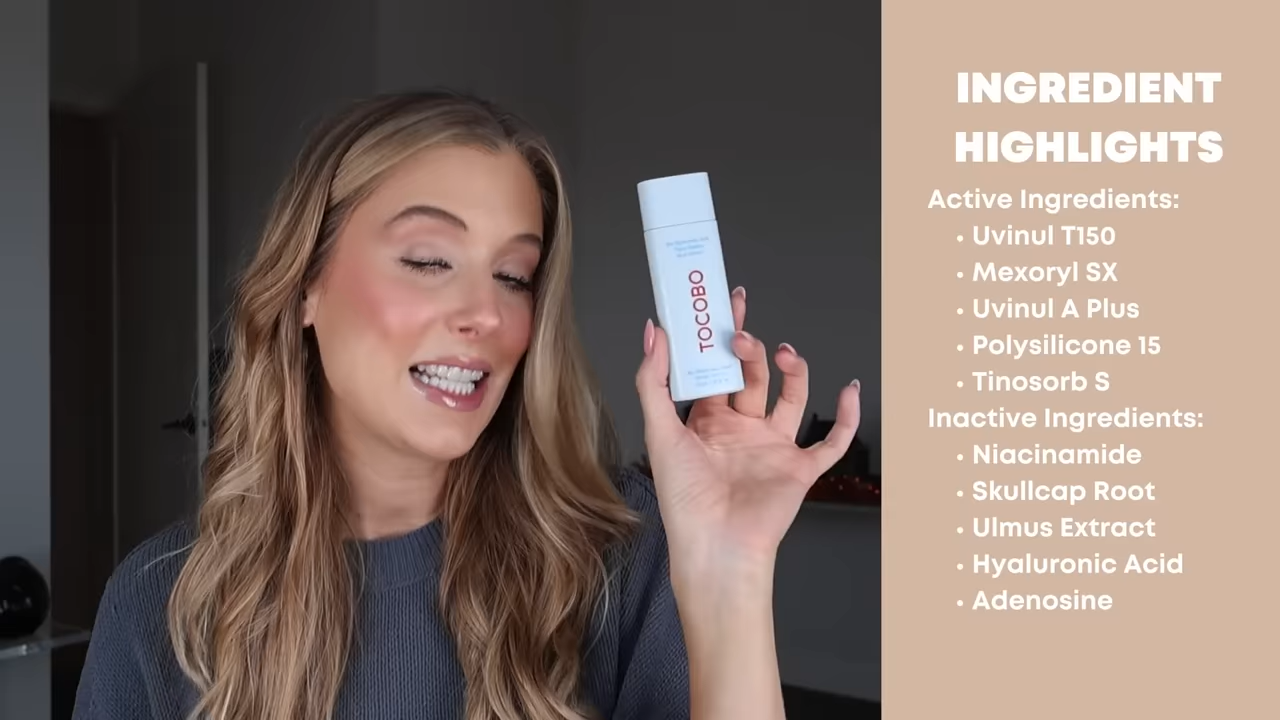 TOCOBO
INGREDIENT
HIGHLIGHTS
Active Ingredients:
• Uvinul T150
• Mexoryl SX
• Uvinul A Plus
• Polysilicone 15
• Tinosorb S
Inactive Ingredients:
• Niacinamide
• Skullcap Root
• Ulmus Extract
• Hyaluronic Acid
• Adenosine